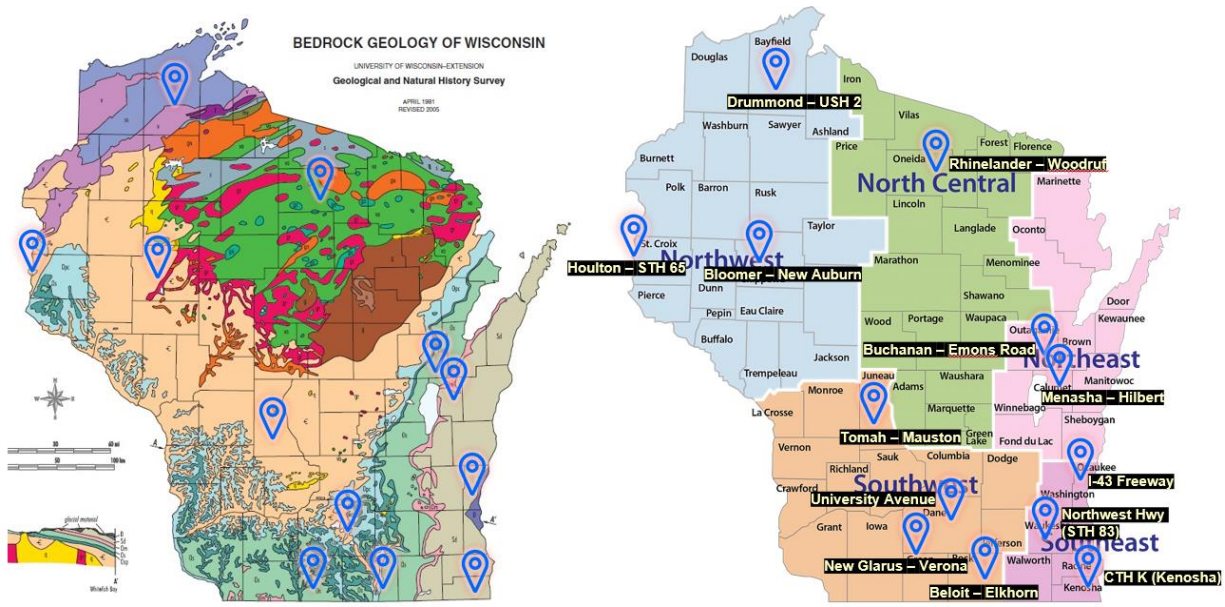 BEDROCK GEOLOGY OF WISCONSIN
UNIVERSITY OF WISCONSIN–EXTENSION
Geological and Natural History Survey
APRIL 1981
REVISED 2005
glacial material
Whitefish Bay
Bayfield
Douglas
Drummond – USH 2
Iron
Vilas
Washburn
Sawyer
Ashland
Price
Oneida
Forest
Florence
Rhinelander – Woodruf
Burnett
North Central
Marinette
Polk
Barron
Rusk
Lincoln
Taylor
Langlade
Oconto
St. Croix
Northwest
Houlton – STH 65
Bloomer – New Auburn
Marathon
Menominee
Dunn
Pierce
Shawano
Door
Pepin
Eau Claire
Wood
Portage
Waupaca
Kewaunee
Buffalo
Brown
Buchanan – Emons Road
Northeast
Jackson
Trempeleau
Juneau
Waushara
Calumet
Manitowoc
Monroe
Adams
Menasha – Hilbert
La Crosse
Marquette
Winnebago
Sheboygan
Tomah – Mauston
Green
Lake
Fond du Lac
Vernon
Sauk
Columbia
Dodge
Richland
I-43 Freeway
Crawford
Southwest
Washington
University Avenue
Dane
Northwest Hwy
(STH 83)
Grant
Iowa
Southeast
New Glarus – Verona
Walworth
Racine
CTH K (Kenosha)
Beloit – Elkhorn
Kenosha